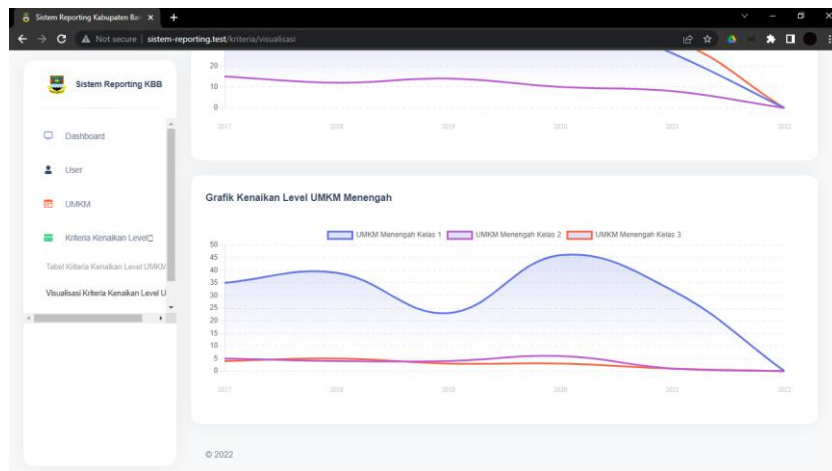 Sistem Reporting Kabupaten Ban
Not secure | sistem-reporting.test/kriteria/visualisasi
Sistem Reporting KBB
Dashboard
User
UMKM
Kriteria Kenaikan Level
Tabel Kriteria Kenaikan Level UMKM
Visualisasi Kriteria Kenaikan Level U
20
10
0
2017 2018 2019 2020 2021 2022
Grafik Kenaikan Level UMKM Menengah
UMKM Menengah Kelas 1 UMKM Menengah Kelas 2 UMKM Menengah Kelas 3
50
45
40
35
30
25
20
15
10
5
0
2017 2018 2019 2020 2021 2022
© 2022